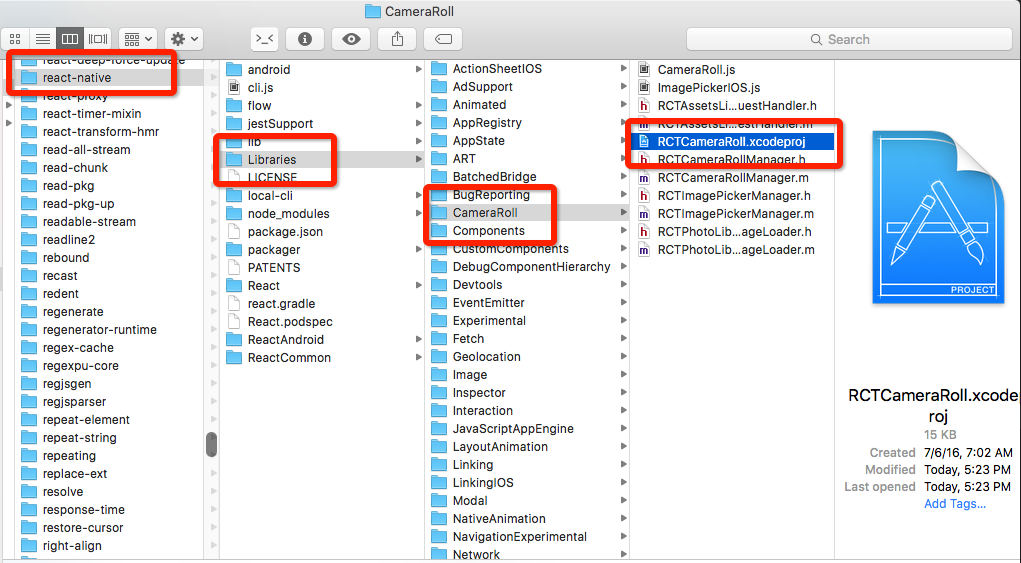 CameraRoll
Search
react-deep-force-update
react-native
react-proxy
react-timer-mixin
react-transform-hmr
read-all-stream
read-chunk
read-pkg
read-pkg-up
readable-stream
readline2
rebound
recast
redent
regenerate
regenerator-runtime
regex-cache
regexpu-core
regjsgen
regjsparser
repeat-element
repeat-string
repeating
replace-ext
resolve
response-time
restore-cursor
right-align
android
cli.js
flow
jestSupport
lib
Libraries
LICENSE
local-cli
node_modules
package.json
packager
PATENTS
React
react.gradle
React.podspec
ReactAndroid
ReactCommon
ActionSheetIOS
AdSupport
Animated
AppRegistry
AppState
ART
BatchedBridge
BugReporting
CameraRoll
Components
CustomComponents
DebugComponentHierarchy
Devtools
EventEmitter
Experimental
Fetch
Geolocation
Image
Inspector
Interaction
JavaScriptAppEngine
LayoutAnimation
Linking
LinkingIOS
Modal
NativeAnimation
NavigationExperimental
Network
CameraRoll.js
ImagePickerIOS.js
RCTAssetsLi...uestHandler.h
RCTAssetsLi...uestHandler.m
RCTCameraRoll.xcodeproj
RCTCameraRollManager.h
RCTCameraRollManager.m
RCTImagePickerManager.h
RCTImagePickerManager.m
RCTPhotoLib...ageLoader.h
RCTPhotoLib...ageLoader.m
PROJECT
RCTCameraRoll.xcode
roj
15 KB
Created 7/6/16, 7:02 AM
Modified Today, 5:23 PM
Last opened Today, 5:23 PM
Add Tags...